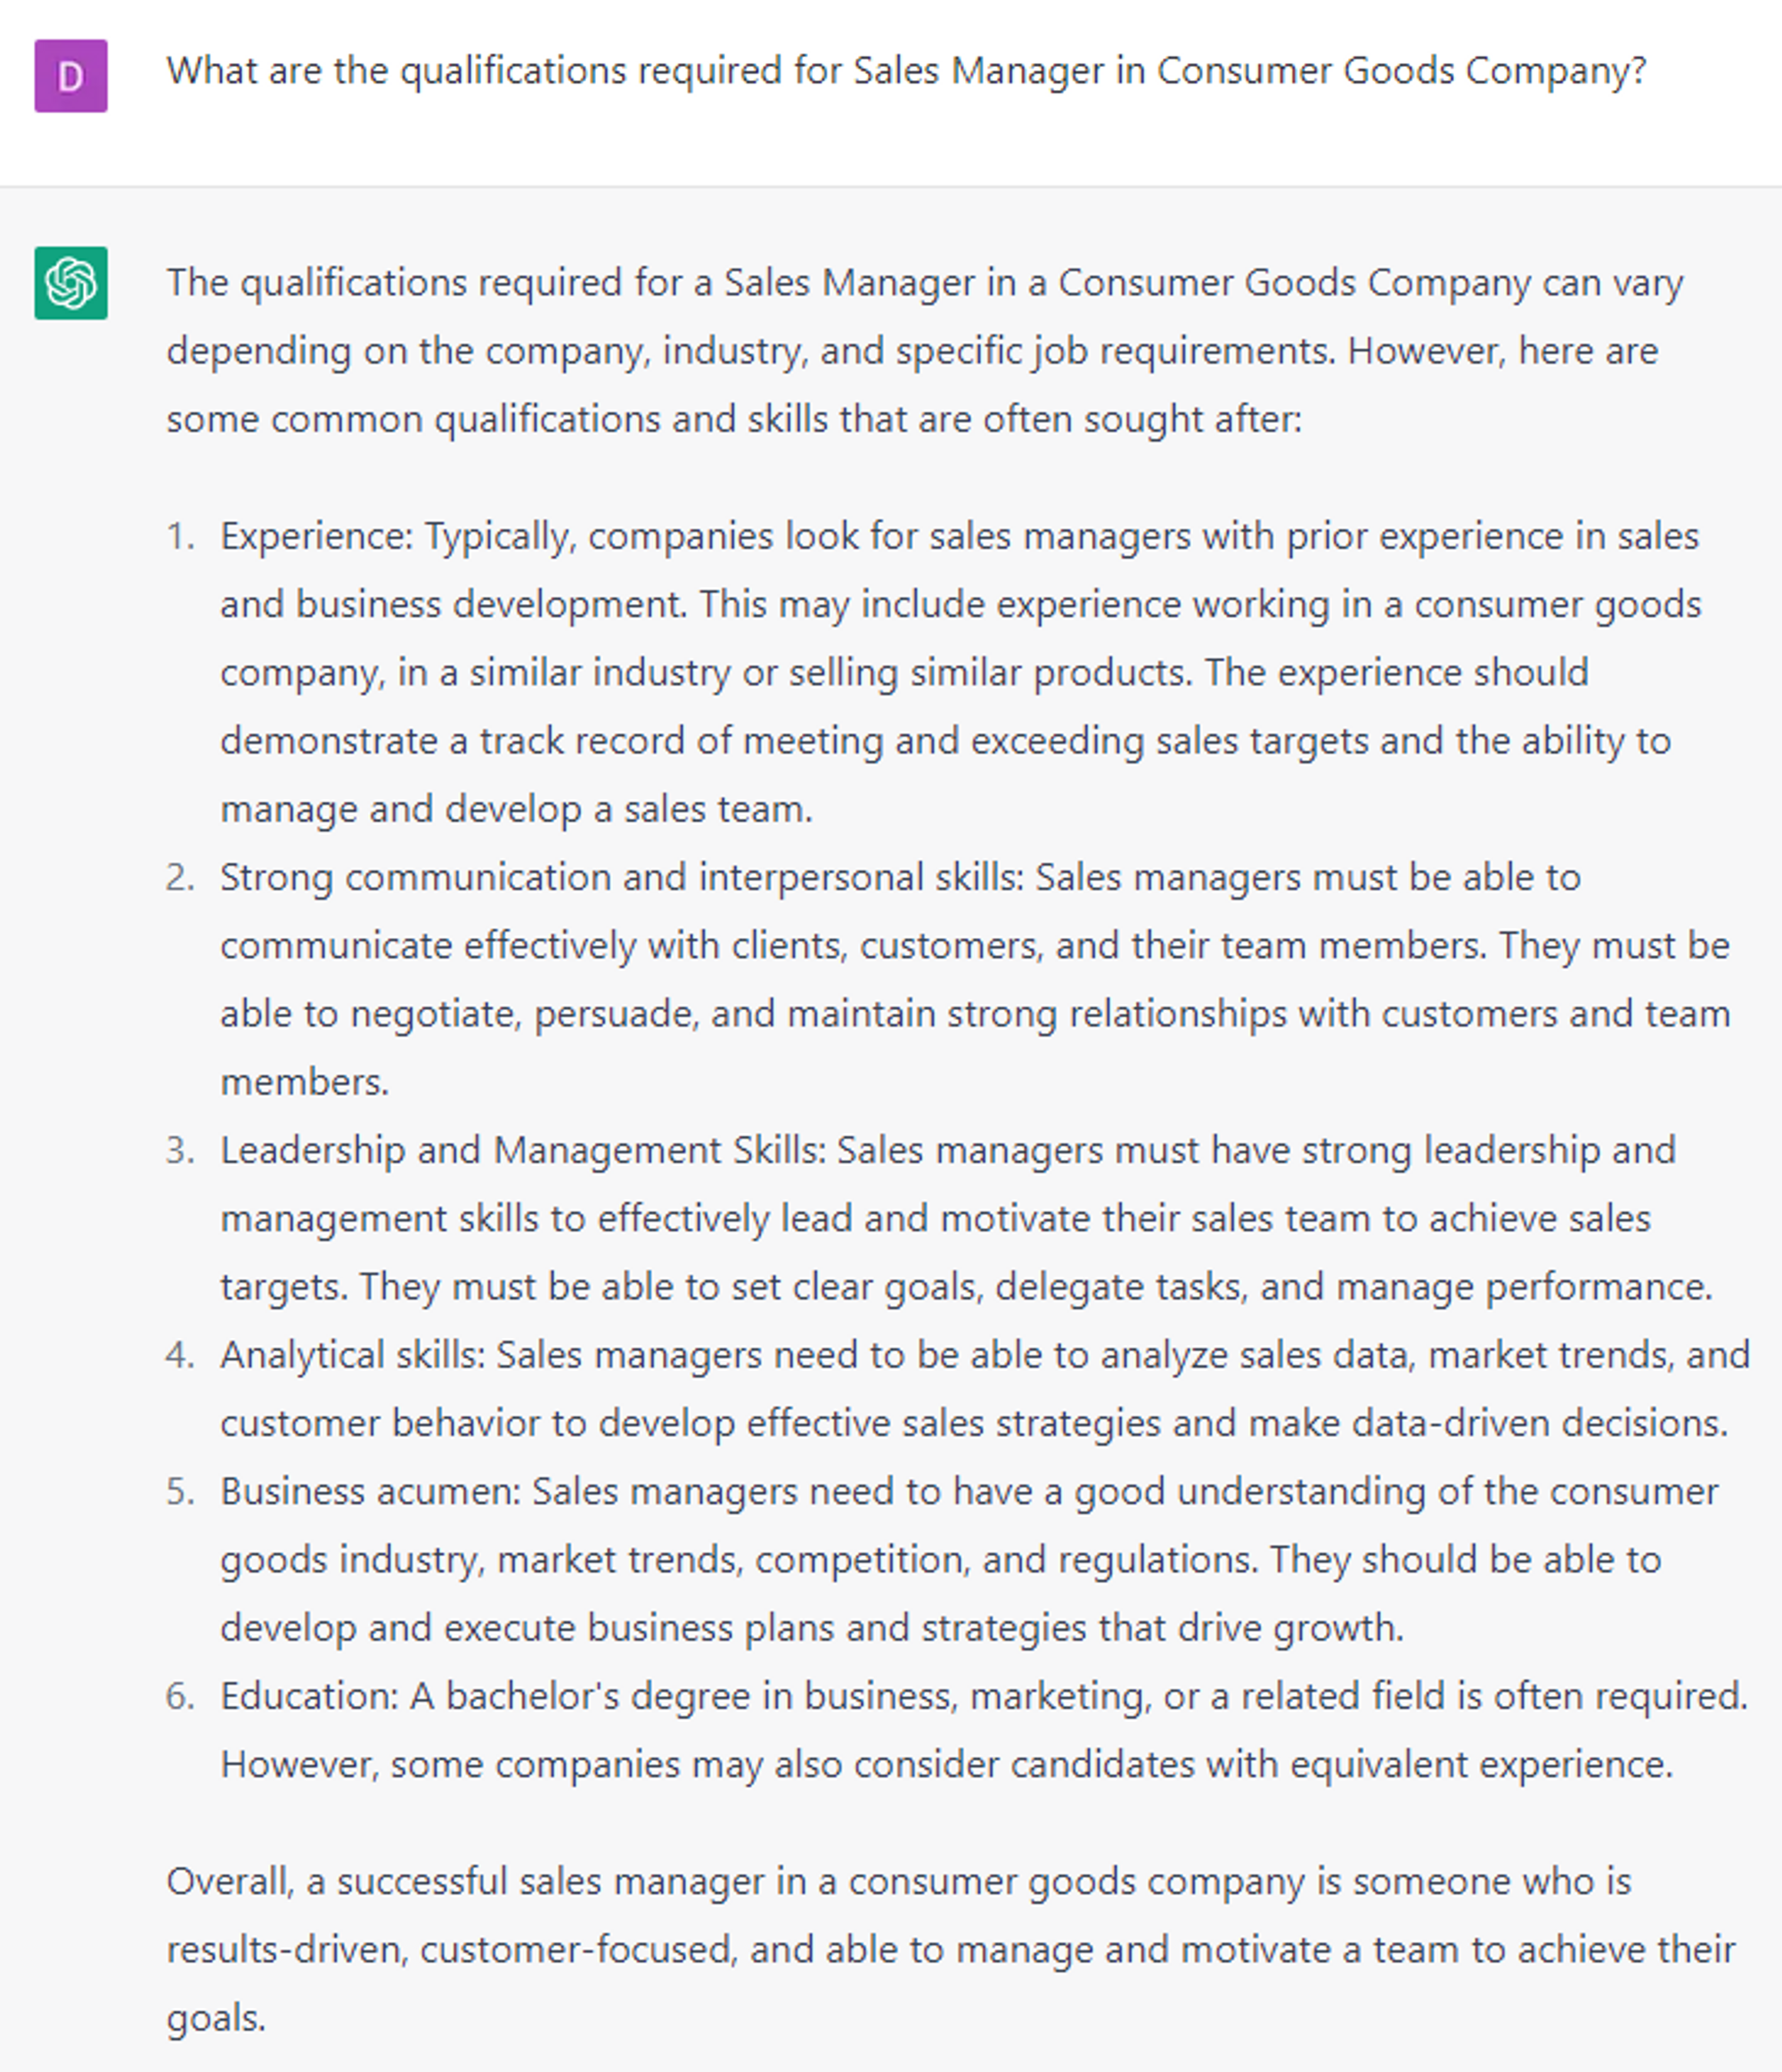 D
What are the qualifications required for Sales Manager in Consumer Goods Company?
The qualifications required for a Sales Manager in a Consumer Goods Company can vary
depending on the company, industry, and specific job requirements. However, here are
some common qualifications and skills that are often sought after:
1. Experience: Typically, companies look for sales managers with prior experience in sales
and business development. This may include experience working in a consumer goods
company, in a similar industry or selling similar products. The experience should
demonstrate a track record of meeting and exceeding sales targets and the ability to
manage and develop a sales team.
2. Strong communication and interpersonal skills: Sales managers must be able to
communicate effectively with clients, customers, and their team members. They must be
able to negotiate, persuade, and maintain strong relationships with customers and team
members.
3. Leadership and Management Skills: Sales managers must have strong leadership and
management skills to effectively lead and motivate their sales team to achieve sales
targets. They must be able to set clear goals, delegate tasks, and manage performance.
4. Analytical skills: Sales managers need to be able to analyze sales data, market trends, and
customer behavior to develop effective sales strategies and make data-driven decisions.
5. Business acumen: Sales managers need to have a good understanding of the consumer
goods industry, market trends, competition, and regulations. They should be able to
develop and execute business plans and strategies that drive growth.
6. Education: A bachelor's degree in business, marketing, or a related field is often required.
However, some companies may also consider candidates with equivalent experience.
Overall, a successful sales manager in a consumer goods company is someone who is
results-driven, customer-focused, and able to manage and motivate a team to achieve their
goals.